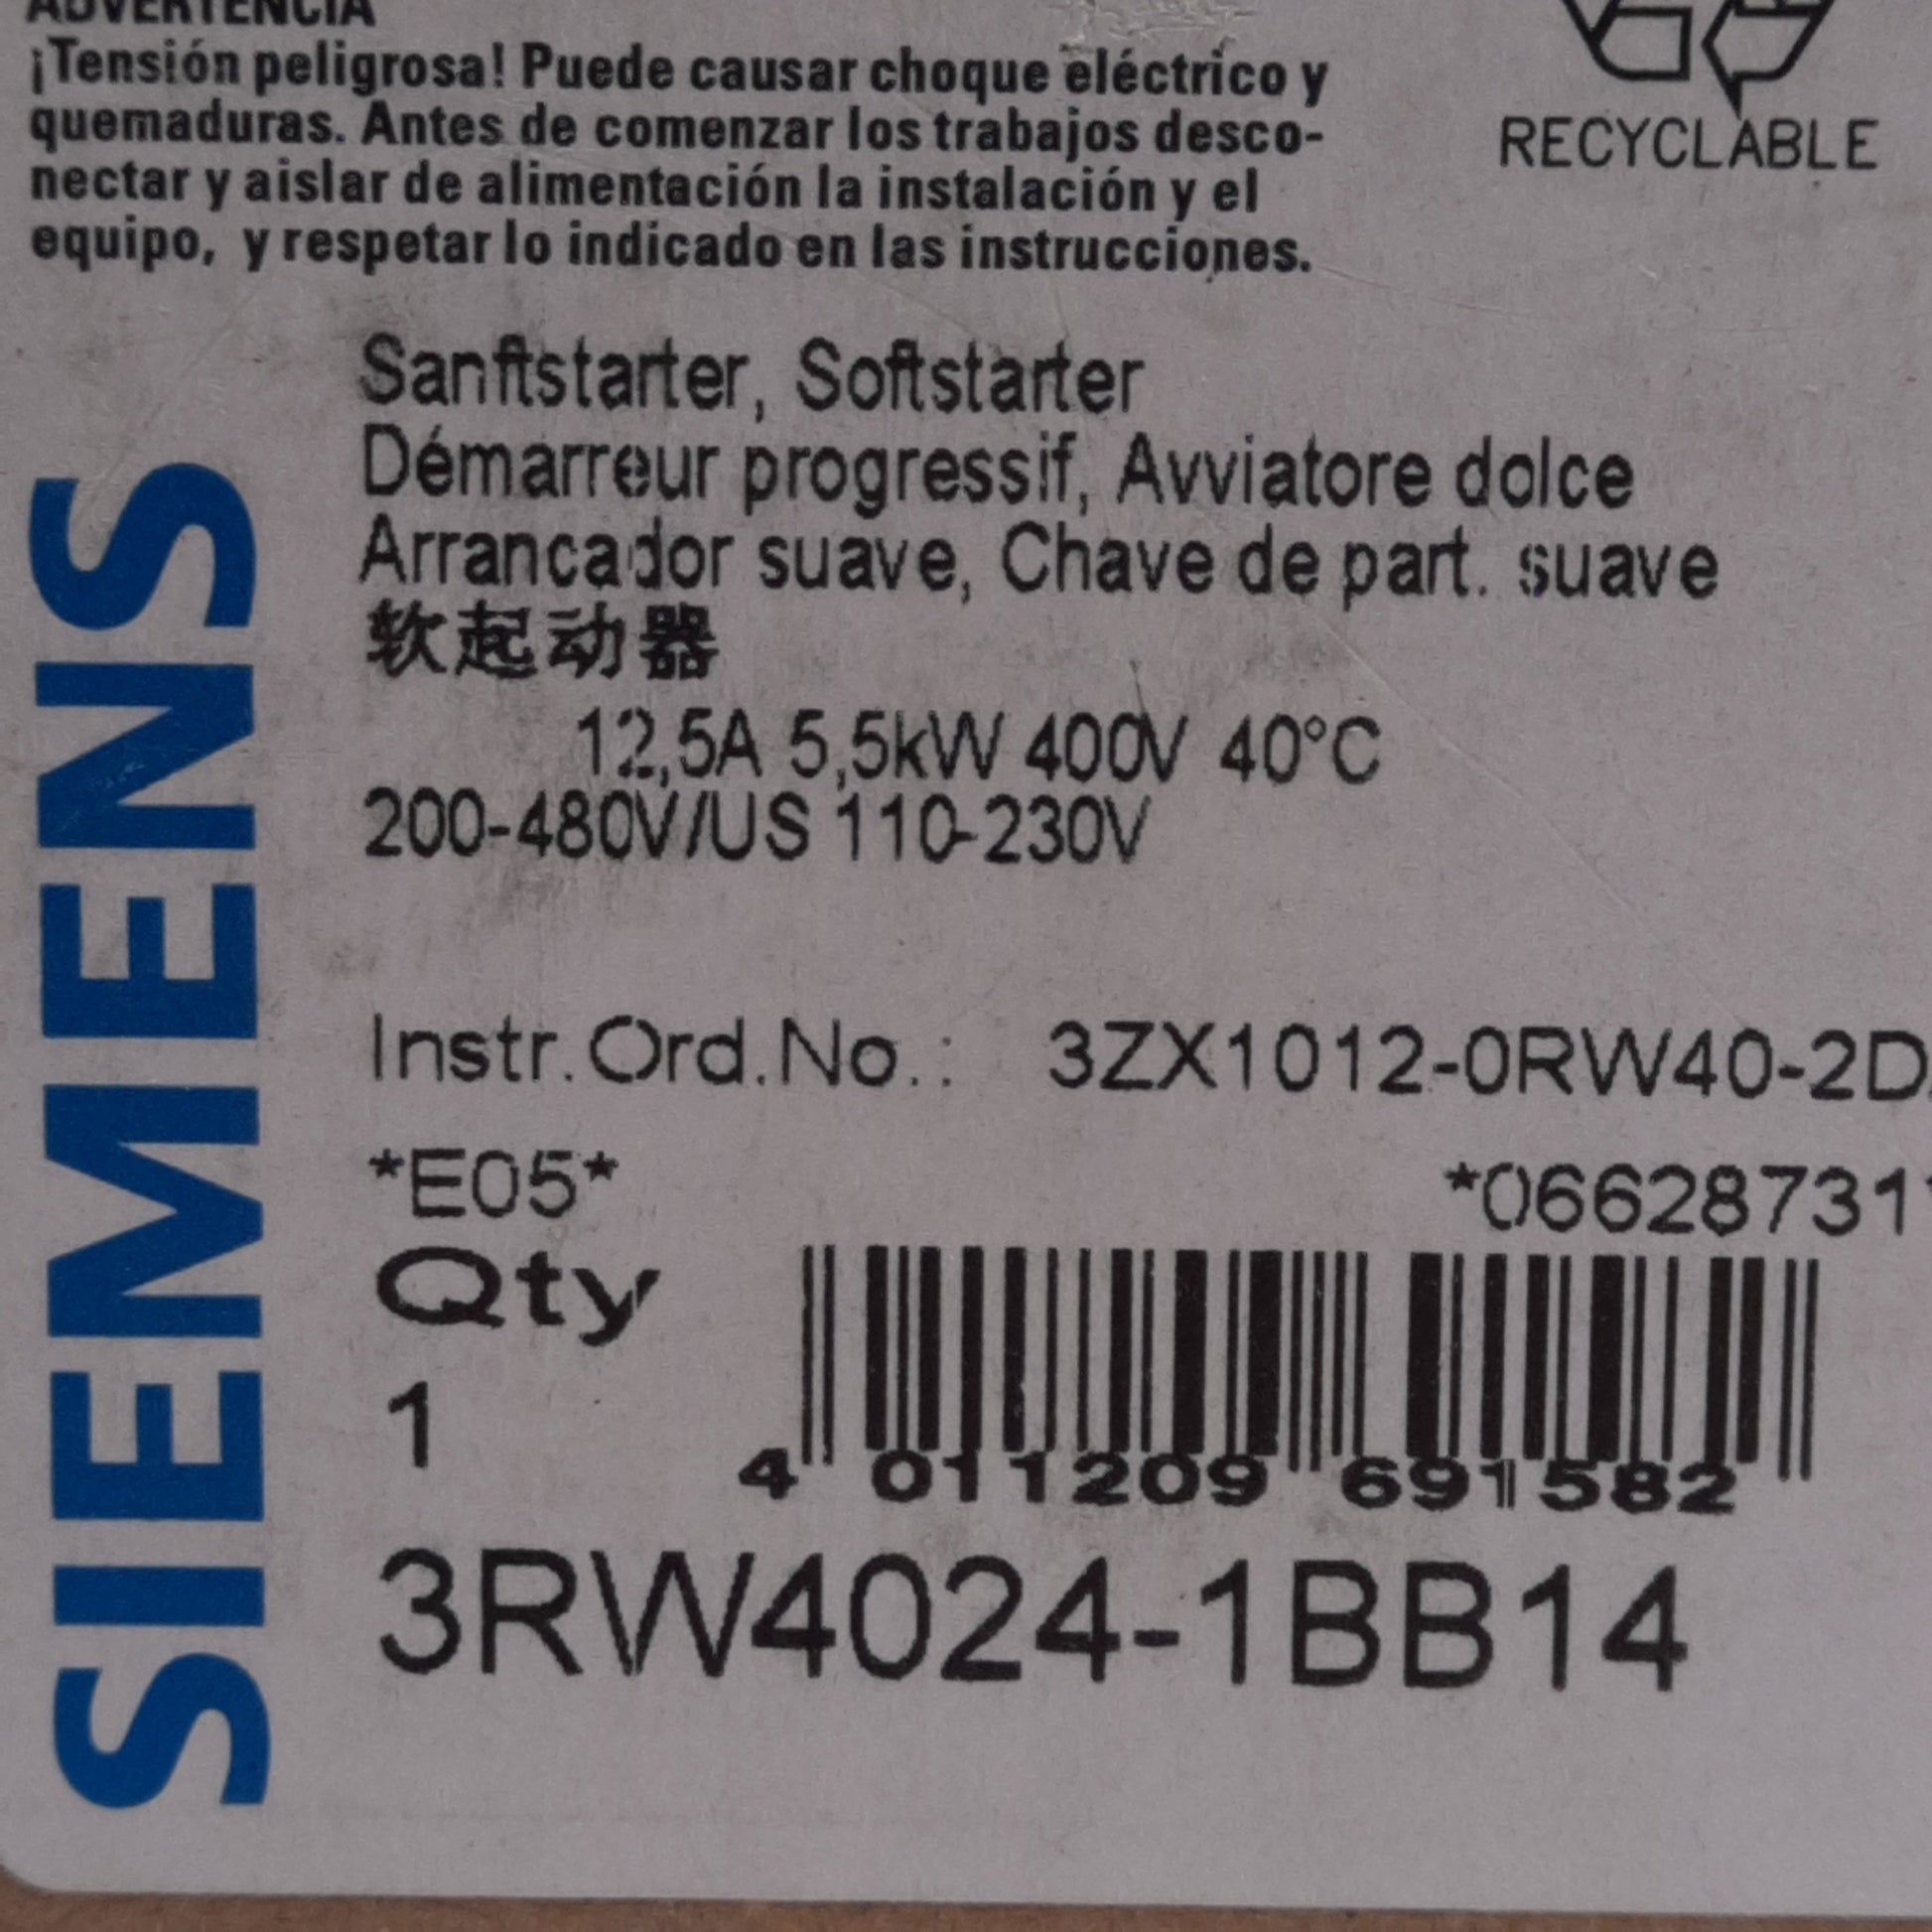 ADVERTENCIA
¡Tensión peligrosa! Puede causar choque eléctrico y
quemaduras. Antes de comenzar los trabajos desco-
nectar y aislar de alimentación la instalación y el
equipo, y respetar lo indicado en las instrucciones.
RECYCLABLE
SIEMENS
Sanftstarter, Softstarter
Démarreur progressif, Avviatore dolce
Arrancador suave, Chave de part. suave
软起动器
12,5A 5,5kW 400V 40°C
200-480V/US 110-230V
Instr.Ord.No.: 3ZX1012-0RW40-2D
*E05* *066287311
Qty
1
4 011209 691582
3RW4024-1BB14